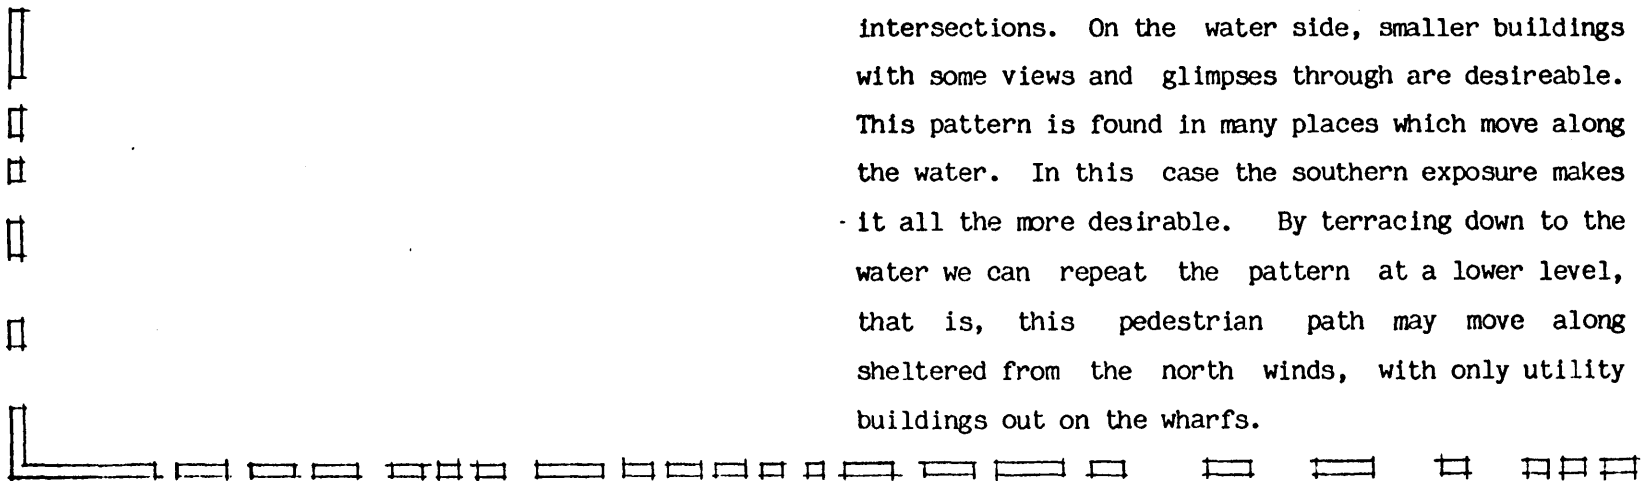 intersections. On the water side, smaller buildings
with some views and glimpses through are desireable.
This pattern is found in many places which move along
the water. In this case the southern exposure makes
it all the more desirable. By terracing down to the
water we can repeat the pattern at a lower level,
that is, this pedestrian path may move along
sheltered from the north winds, with only utility
buildings out on the wharfs.